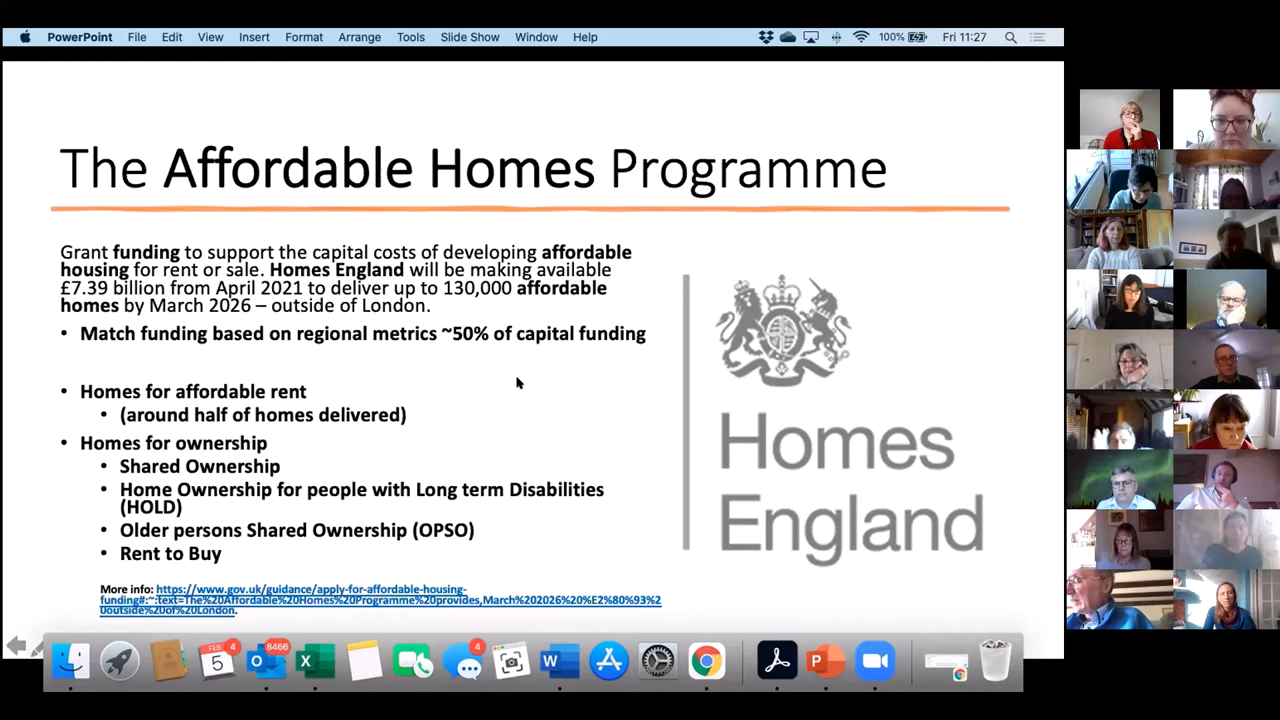 PowerPoint File Edit View Insert Format Arrange Tools Slide Show Window Help 100% Fri 11:27
The Affordable Homes Programme
Grant funding to support the capital costs of developing affordable
housing for rent or sale. Homes England will be making available
£7.39 billion from April 2021 to deliver up to 130,000 affordable
homes by March 2026 – outside of London.
• Match funding based on regional metrics ~50% of capital funding
• Homes for affordable rent
• (around half of homes delivered)
• Homes for ownership
• Shared Ownership
• Home Ownership for people with Long term Disabilities
(HOLD)
• Older persons Shared Ownership (OPSO)
• Rent to Buy
More info: https://www.gov.uk/guidance/apply-for-affordable-housing-
funding#:~:text=The%20Affordable%20Homes%20Programme%20provides,March%202026%20%E2%80%93%2
0outside%20of%20London.
Homes
England
FEB 4
5
8466
4